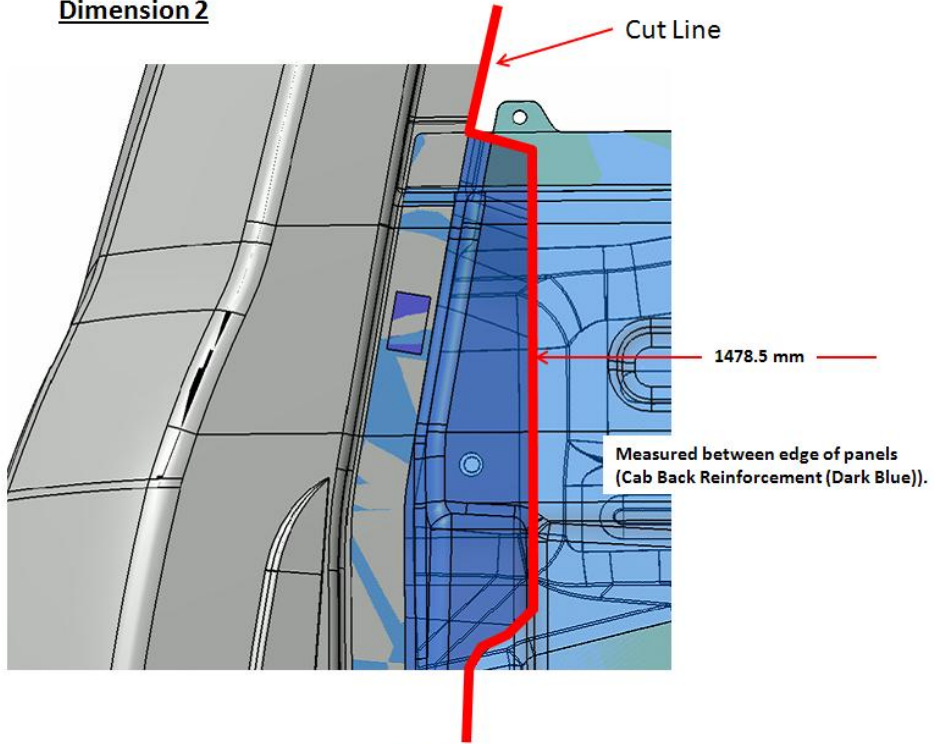 Dimension 2
Cut Line
1478.5 mm
Measured between edge of panels
(Cab Back Reinforcement (Dark Blue)).